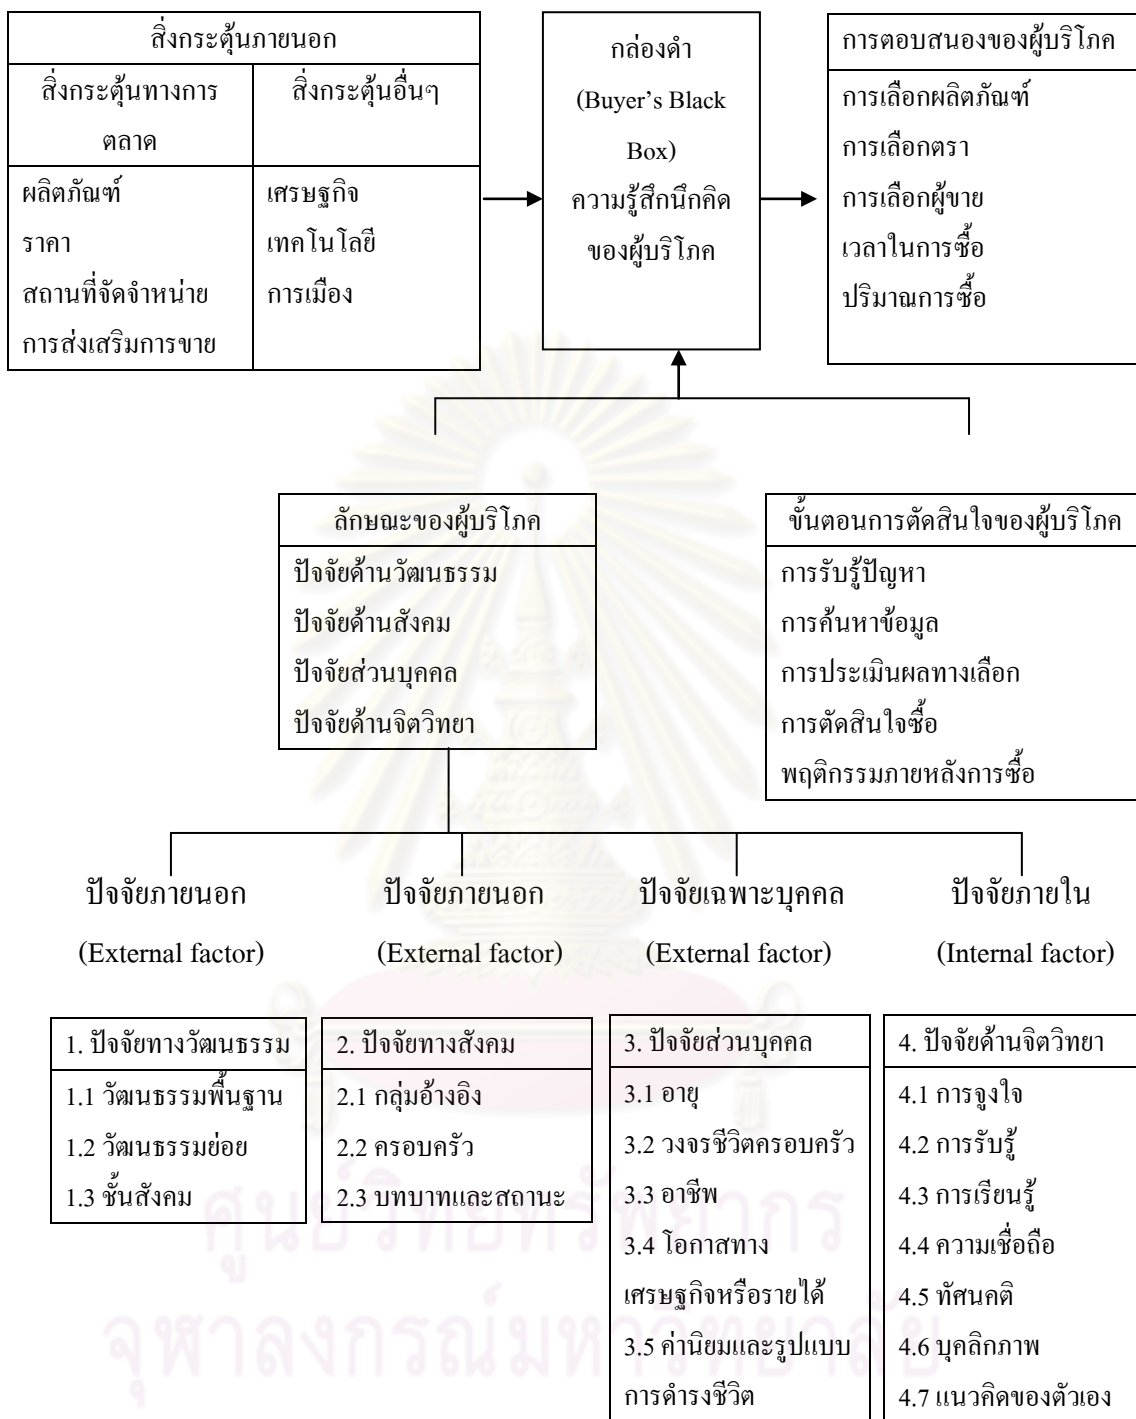 สิ่งกระตุ้นภายนอก
สิ่งกระตุ้นทางการ
ตลาด
สิ่งกระตุ้นอื่นๆ
ผลิตภัณฑ์
ราคา
สถานที่จัดจำหน่าย
การส่งเสริมการขาย
เศรษฐกิจ
เทคโนโลยี
การเมือง
กล่องดำ
(Buyer's Black
Box)
ความรู้สึกนึกคิด
ของผู้บริโภค
การตอบสนองของผู้บริโภค
การเลือกผลิตภัณฑ์
การเลือกตรา
การเลือกผู้ขาย
เวลาในการซื้อ
ปริมาณการซื้อ
ลักษณะของผู้บริโภค
ปัจจัยด้านวัฒนธรรม
ปัจจัยด้านสังคม
ปัจจัยส่วนบุคคล
ปัจจัยด้านจิตวิทยา
ขั้นตอนการตัดสินใจของผู้บริโภค
การรับรู้ปัญหา
การค้นหาข้อมูล
การประเมินผลทางเลือก
การตัดสินใจซื้อ
พฤติกรรมภายหลังการซื้อ
ปัจจัยภายนอก
(External factor)
ปัจจัยภายนอก
(External factor)
ปัจจัยเฉพาะบุคคล
(External factor)
ปัจจัยภายใน
(Internal factor)
1. ปัจจัยทางวัฒนธรรม
1.1 วัฒนธรรมพื้นฐาน
1.2 วัฒนธรรมย่อย
1.3 ชั้นสังคม
2. ปัจจัยทางสังคม
2.1 กลุ่มอ้างอิง
2.2 ครอบครัว
2.3 บทบาทและสถานะ
3. ปัจจัยส่วนบุคคล
3.1 อายุ
3.2 วงจรชีวิตครอบครัว
3.3 อาชีพ
3.4 โอกาสทาง
เศรษฐกิจหรือรายได้
3.5 ค่านิยมและรูปแบบ
การดำรงชีวิต
4. ปัจจัยด้านจิตวิทยา
4.1 การจูงใจ
4.2 การรับรู้
4.3 การเรียนรู้
4.4 ความเชื่อถือ
4.5 ทัศนคติ
4.6 บุคลิกภาพ
4.7 แนวคิดของตัวเอง
ศูนย์วิทยทรัพยากร
จุฬาลงกรณ์มหาวิทยาลัย